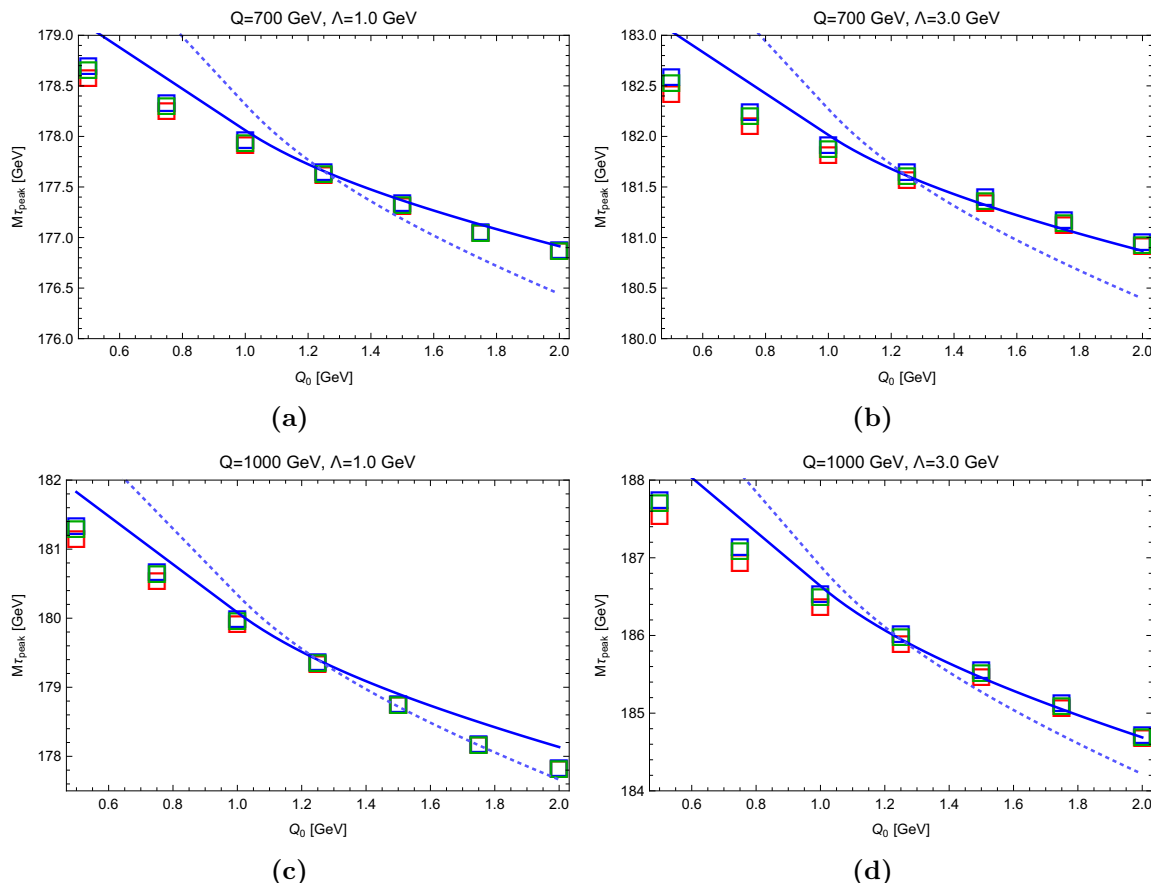 Q=700 GeV, Λ=1.0 GeV
Mτpeak [GeV]
179.0
178.5
178.0
177.5
177.0
176.5
176.0
0.6 0.8 1.0 1.2 1.4 1.6 1.8 2.0
Q0 [GeV]
(a)
Q=700 GeV, Λ=3.0 GeV
Mτpeak [GeV]
183.0
182.5
182.0
181.5
181.0
180.5
180.0
0.6 0.8 1.0 1.2 1.4 1.6 1.8 2.0
Q0 [GeV]
(b)
Q=1000 GeV, Λ=1.0 GeV
Mτpeak [GeV]
182
181
180
179
178
0.6 0.8 1.0 1.2 1.4 1.6 1.8 2.0
Q0 [GeV]
(c)
Q=1000 GeV, Λ=3.0 GeV
Mτpeak [GeV]
188
187
186
185
184
0.6 0.8 1.0 1.2 1.4 1.6 1.8 2.0
Q0 [GeV]
(d)